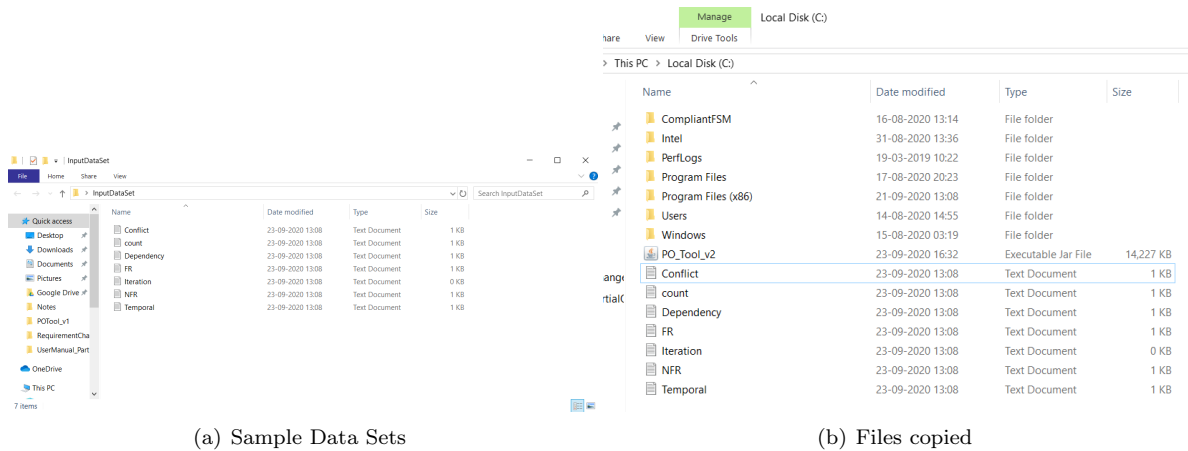 InputDataSet
File Home Share View
InputDataSet
Search InputDataSet
Quick access
Desktop
Downloads
Documents
Pictures
Google Drive
Notes
POTool_v1
RequirementCha
UserManual_Part
OneDrive
This PC
Name Date modified Type Size
Conflict 23-09-2020 13:08 Text Document 1 KB
count 23-09-2020 13:08 Text Document 1 KB
Dependency 23-09-2020 13:08 Text Document 1 KB
FR 23-09-2020 13:08 Text Document 1 KB
Iteration 23-09-2020 13:08 Text Document 0 KB
NFR 23-09-2020 13:08 Text Document 1 KB
Temporal 23-09-2020 13:08 Text Document 1 KB
7 items
(a) Sample Data Sets
Manage Local Disk (C:)
hare View Drive Tools
> This PC > Local Disk (C:)
Name Date modified Type Size
CompliantFSM 16-08-2020 13:14 File folder
Intel 31-08-2020 13:36 File folder
PerfLogs 19-03-2019 10:22 File folder
Program Files 17-08-2020 20:23 File folder
Program Files (x86) 21-09-2020 13:08 File folder
Users 14-08-2020 14:55 File folder
Windows 15-08-2020 03:19 File folder
PO_Tool_v2 23-09-2020 16:32 Executable Jar File 14,227 KB
Conflict 23-09-2020 13:08 Text Document 1 KB
count 23-09-2020 13:08 Text Document 1 KB
Dependency 23-09-2020 13:08 Text Document 1 KB
FR 23-09-2020 13:08 Text Document 1 KB
Iteration 23-09-2020 13:08 Text Document 0 KB
NFR 23-09-2020 13:08 Text Document 1 KB
Temporal 23-09-2020 13:08 Text Document 1 KB
ange
rtial
(b) Files copied